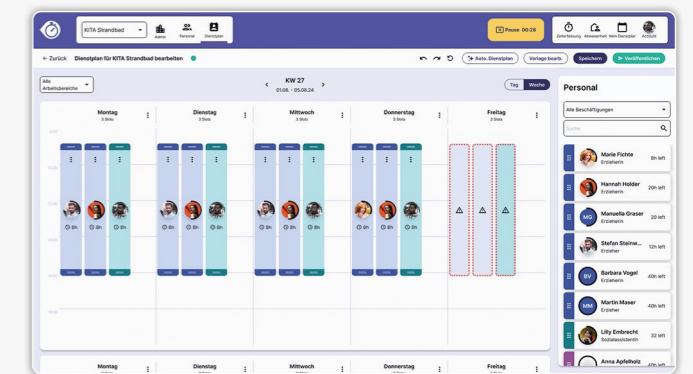 KITA Strandbad
Admin
Personal
Dienstplan
Pause 00:28
Zeiterfassung
Abwesenheit
Mein Dienstplan
Account
← Zurück
Dienstplan für KITA Strandbad bearbeiten
Auto. Dienstplan
Vorlage bearb.
Speichern
Veröffentlichen
Alle
Arbeitsbereiche
< KW 27 >
01.08. - 05.08.24
Tag
Woche
Montag
3 Slots
Dienstag
3 Slots
Mittwoch
3 Slots
Donnerstag
3 Slots
Freitag
3 Slots
8h 8h 8h
8h 8h 8h
8h 8h 8h
8h 8h 8h
Montag
Dienstag
Mittwoch
Donnerstag
Freitag
Personal
Alle Beschäftigungen
Suche
Marie Fichte
Erzieherin
8h left
Hannah Holder
Erzieherin
20h left
MG
Manuella Graser
Erzieherin
20 left
Stefan Steinw...
Erzieher
12h left
BV
Barbara Vogel
Erzieherin
40h left
MM
Martin Maser
Erzieher
40h left
Lilly Embrecht
Sozialassistentin
32 left
Anna Apfelholz
40h left